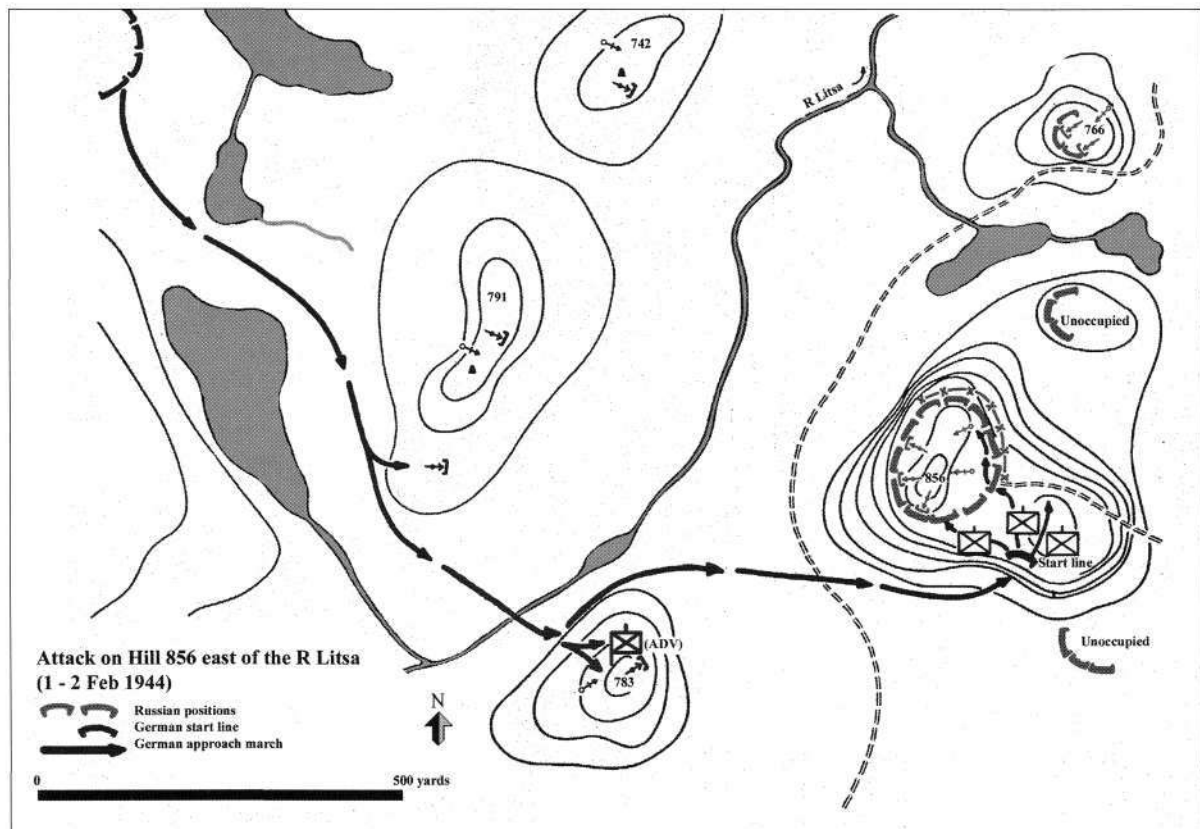 742
R Litsa
766
791
Unoccupied
856
Start line
(ADV)
783
Unoccupied
Attack on Hill 856 east of the R Litsa
(1 - 2 Feb 1944)
N
Russian positions
German start line
German approach march
0
500 yards